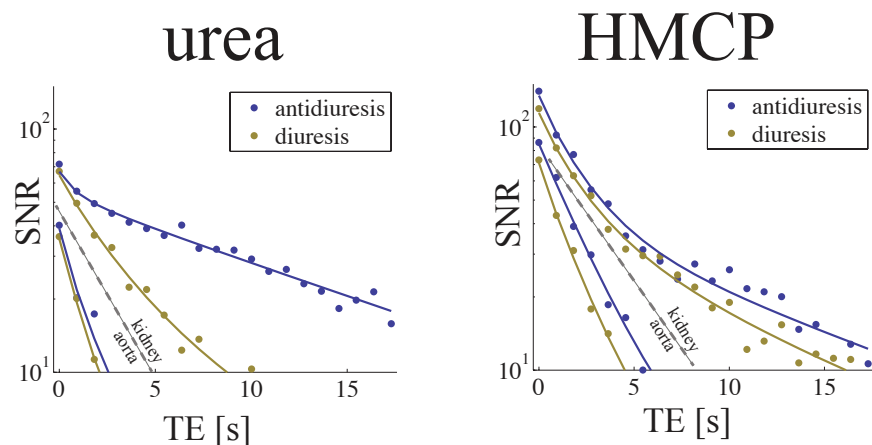 urea
HMCP
antidiuresis
diuresis
10²
10¹
SNR
kidney
aorta
0 5 10 15
TE [s]
antidiuresis
diuresis
10²
10¹
SNR
kidney
aorta
0 5 10 15
TE [s]